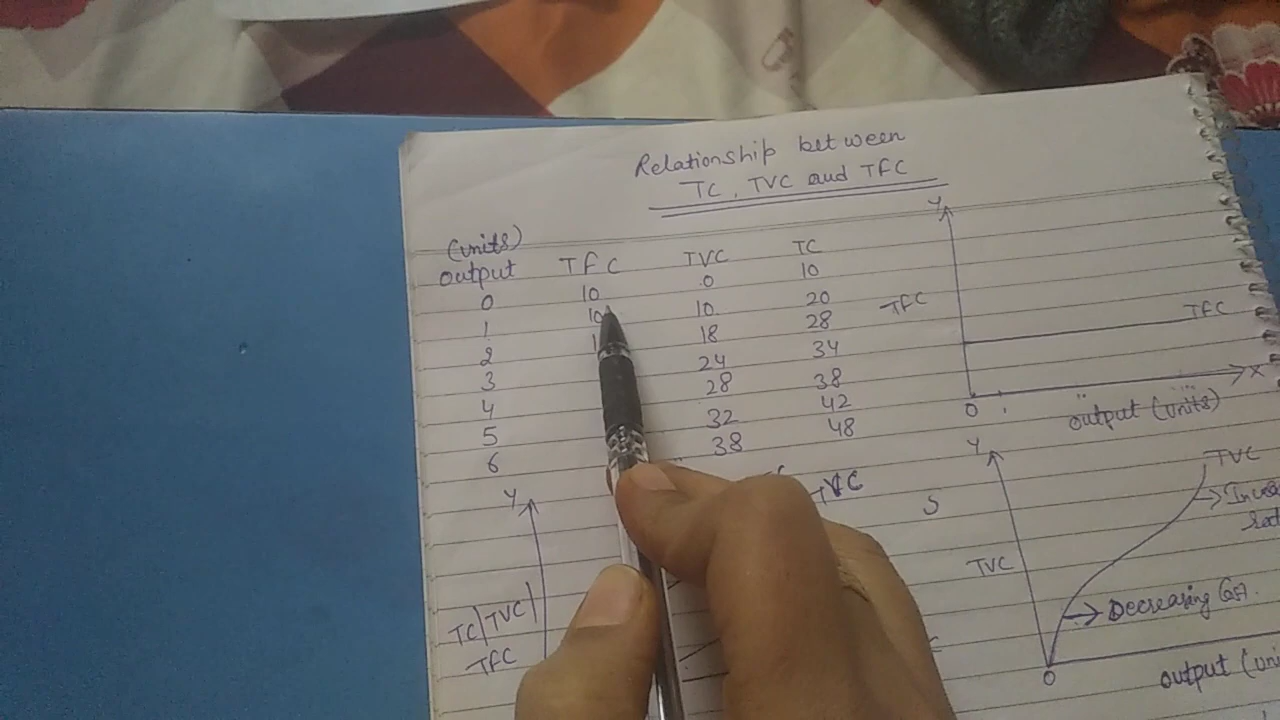 Relationship between
TC, TVC and TFC
(units)
output TFC TVC TC
0 10 0 10
1 10 10 20
2 18 28
3 24 34
4 28 38
5 32 42
6 38 48
Y
TFC
TFC
X
0
output (units)
Y
TC|TVC|
TFC
TVC
S
Y
TVC
TVC
Decreasing
0
output